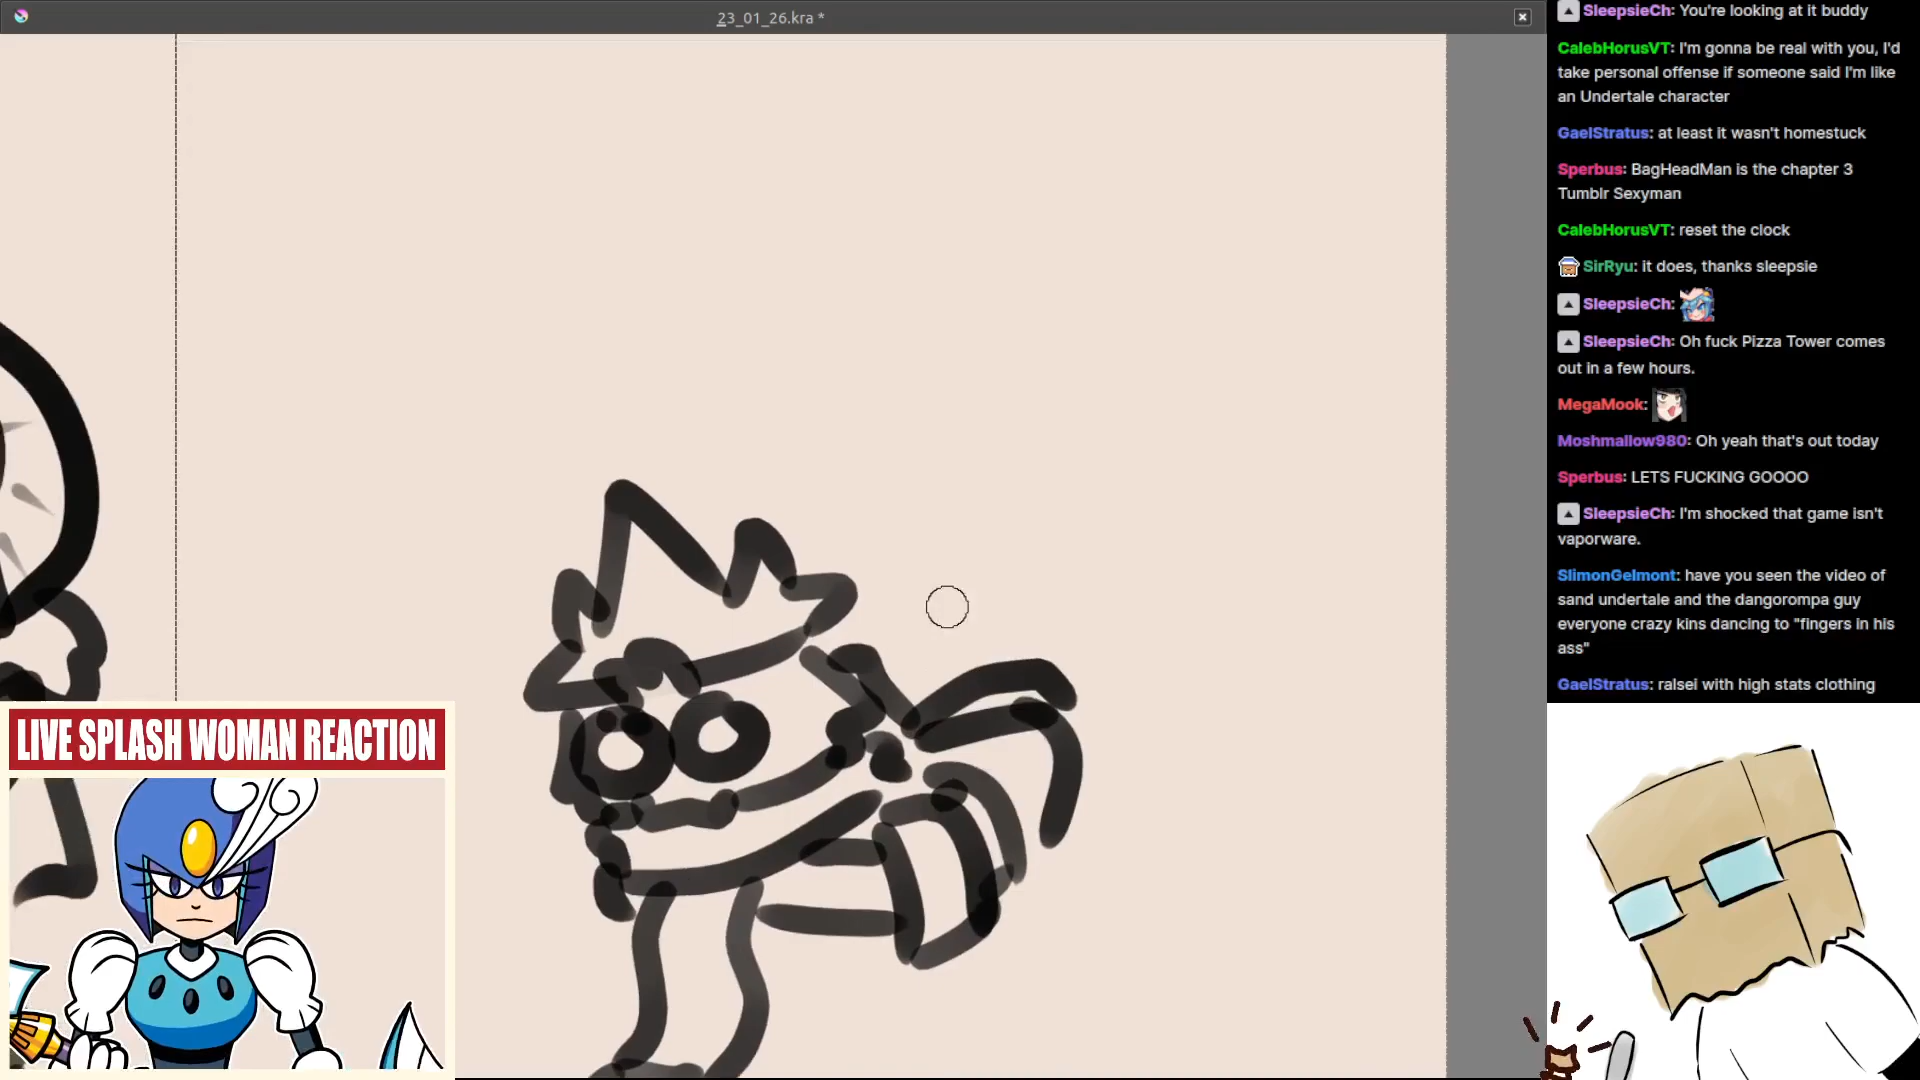 23_01_26.kra *
SleepsieCh: You're looking at it buddy
CalebHorusVT: I'm gonna be real with you, I'd
take personal offense if someone said I'm like
an Undertale character
GaelStratus: at least it wasn't homestuck
Sperbus: BagHeadMan is the chapter 3
Tumblr Sexyman
CalebHorusVT: reset the clock
SirRyu: it does, thanks sleepsie
SleepsieCh:
SleepsieCh: Oh fuck Pizza Tower comes
out in a few hours.
MegaMook:
Moshmallow980: Oh yeah that's out today
Sperbus: LETS FUCKING GOOOO
SleepsieCh: I'm shocked that game isn't
vaporware.
SlimonGelmont: have you seen the video of
sand undertale and the dangorompa guy
everyone crazy kins dancing to "fingers in his
ass"
GaelStratus: ralsei with high stats clothing
LIVE SPLASH WOMAN REACTION